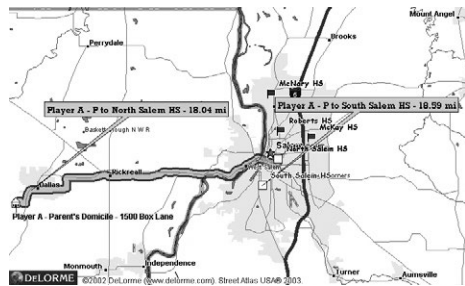 Mount Angel
Perrydale
Brooks
McNary HS
Player A - P to North Salem HS - 18.04 mi
Player A - P to South Salem HS - 18.59 mi
Roberts HS
McKay HS
North Salem HS
Rickreall
South Salem HS
Dallas
Player A - Parent's Domicile - 1500 Box Lane
Monmouth
Independence
Turner
Aumsville
DELORME
©2002 DeLorme (www.delorme.com). Street Atlas USA® 2003.